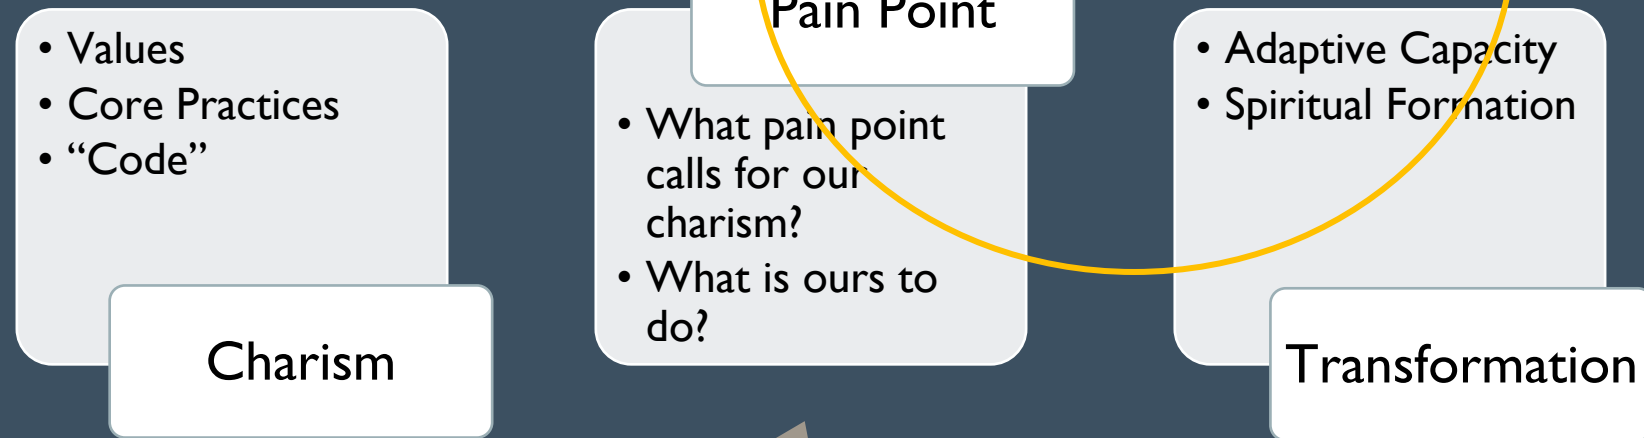 • Values
• Core Practices
• “Code”
Charism
Pain Point
• What pain point
calls for our
charism?
• What is ours to
do?
• Adaptive Capacity
• Spiritual Formation
Transformation